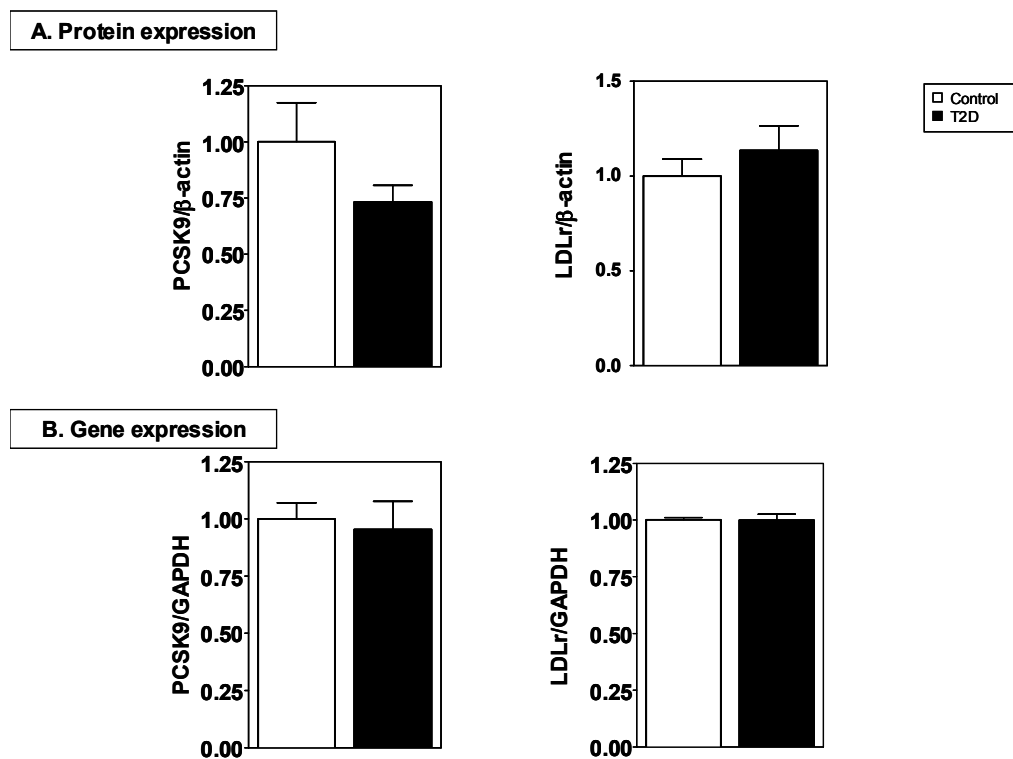 A. Protein expression
PCSK9/β-actin
1.25
1.00
0.75
0.50
0.25
0.00
LDLr/β-actin
1.5
1.0
0.5
0.0
Control
T2D
B. Gene expression
PCSK9/GAPDH
1.25
1.00
0.75
0.50
0.25
0.00
LDLr/GAPDH
1.25
1.00
0.75
0.50
0.25
0.00